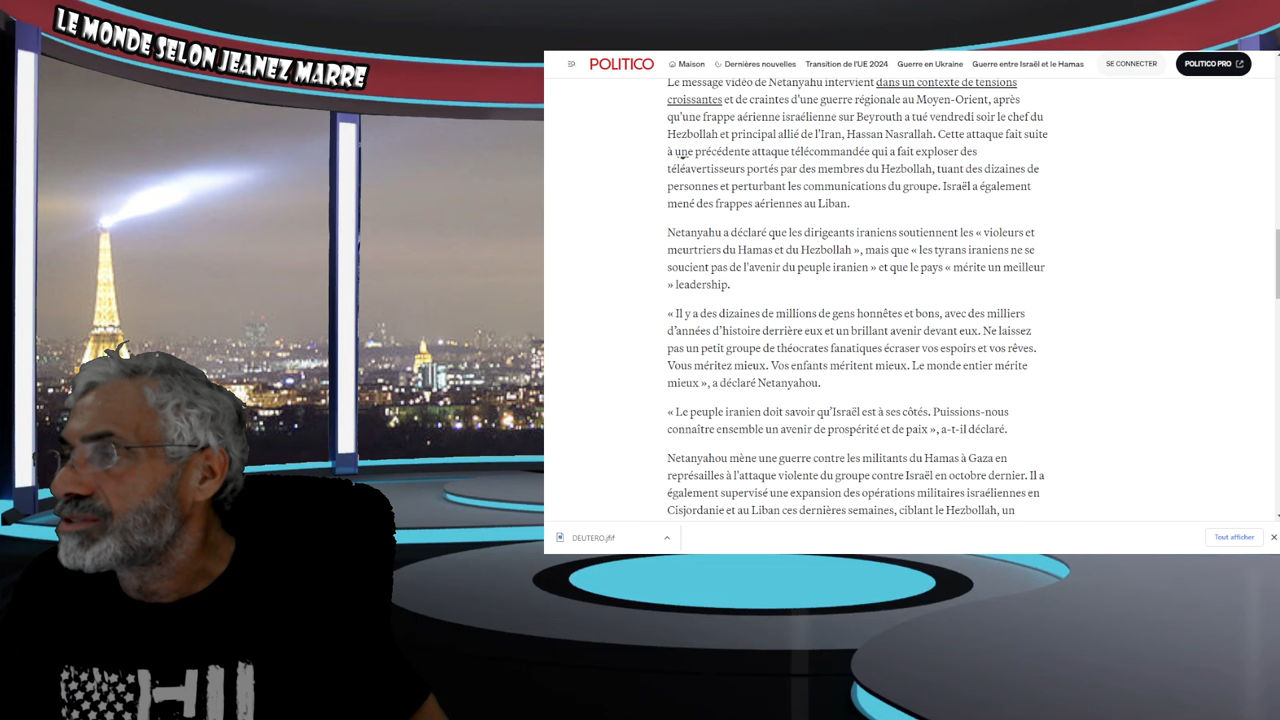 LE MONDE SELON JEANEZ MARRE
POLITICO
Maison
Dernières nouvelles
Transition de l'UE 2024
Guerre en Ukraine
Guerre entre Israël et le Hamas
SE CONNECTER
POLITICO PRO
Le message vidéo de Netanyahu intervient dans un contexte de tensions
croissantes et de craintes d'une guerre régionale au Moyen-Orient, après
qu'une frappe aérienne israélienne sur Beyrouth a tué vendredi soir le chef du
Hezbollah et principal allié de l'Iran, Hassan Nasrallah. Cette attaque fait suite
à une précédente attaque télécommandée qui a fait exploser des
téléavertisseurs portés par des membres du Hezbollah, tuant des dizaines de
personnes et perturbant les communications du groupe. Israël a également
mené des frappes aériennes au Liban.
Netanyahu a déclaré que les dirigeants iraniens soutiennent les « violeurs et
meurtriers du Hamas et du Hezbollah », mais que « les tyrans iraniens ne se
soucient pas de l'avenir du peuple iranien » et que le pays « mérite un meilleur
» leadership.
« Il y a des dizaines de millions de gens honnêtes et bons, avec des milliers
d’années d’histoire derrière eux et un brillant avenir devant eux. Ne laissez
pas un petit groupe de théocrates fanatiques écraser vos espoirs et vos rêves.
Vous méritez mieux. Vos enfants méritent mieux. Le monde entier mérite
mieux », a déclaré Netanyahou.
« Le peuple iranien doit savoir qu’Israël est à ses côtés. Puissions-nous
connaître ensemble un avenir de prospérité et de paix », a-t-il déclaré.
Netanyahou mène une guerre contre les militants du Hamas à Gaza en
représailles à l'attaque violente du groupe contre Israël en octobre dernier. Il a
également supervisé une expansion des opérations militaires israéliennes en
Cisjordanie et au Liban ces dernières semaines, ciblant le Hezbollah, un
DEUTERO.jfif
Tout afficher